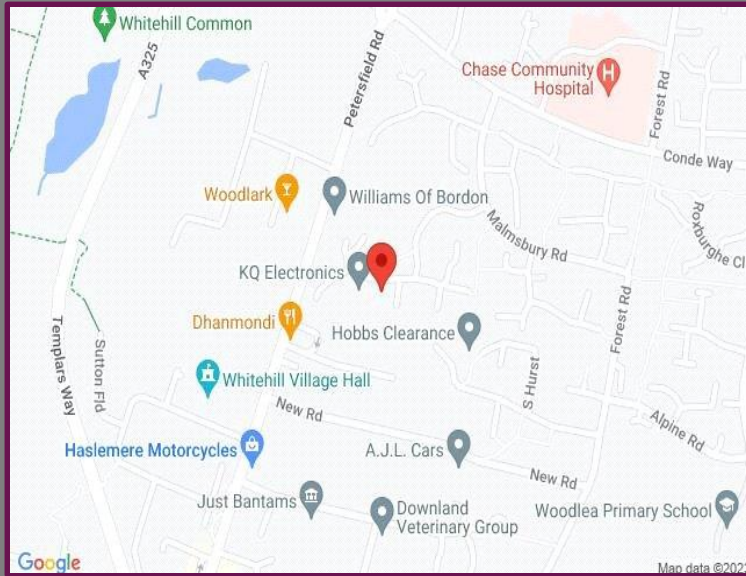 Whitehill Common
A325
Petersfield Rd
Chase Community
Hospital
Forest Rd
Conde Way
Woodlark
Williams Of Bordon
Malmsbury Rd
Roxburghe Cl
KQ Electronics
Dhanmondi
Hobbs Clearance
Forest Rd
Templars Way
Sutton Fld
Whitehill Village Hall
S Hurst
New Rd
Alpine Rd
Haslemere Motorcycles
A.J.L. Cars
New Rd
Just Bantams
Downland
Veterinary Group
Woodlea Primary School
Google
Map data ©202